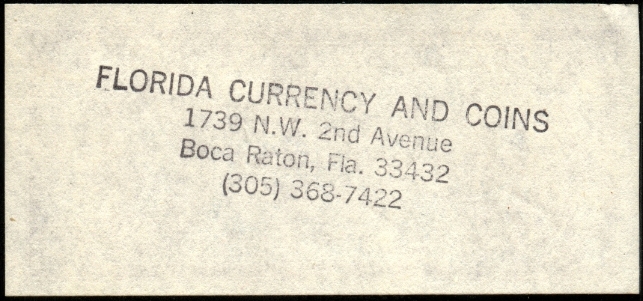 FLORIDA CURRENCY AND COINS
1739 N.W. 2nd Avenue
Boca Raton, Fla. 33432
(305) 368-7422